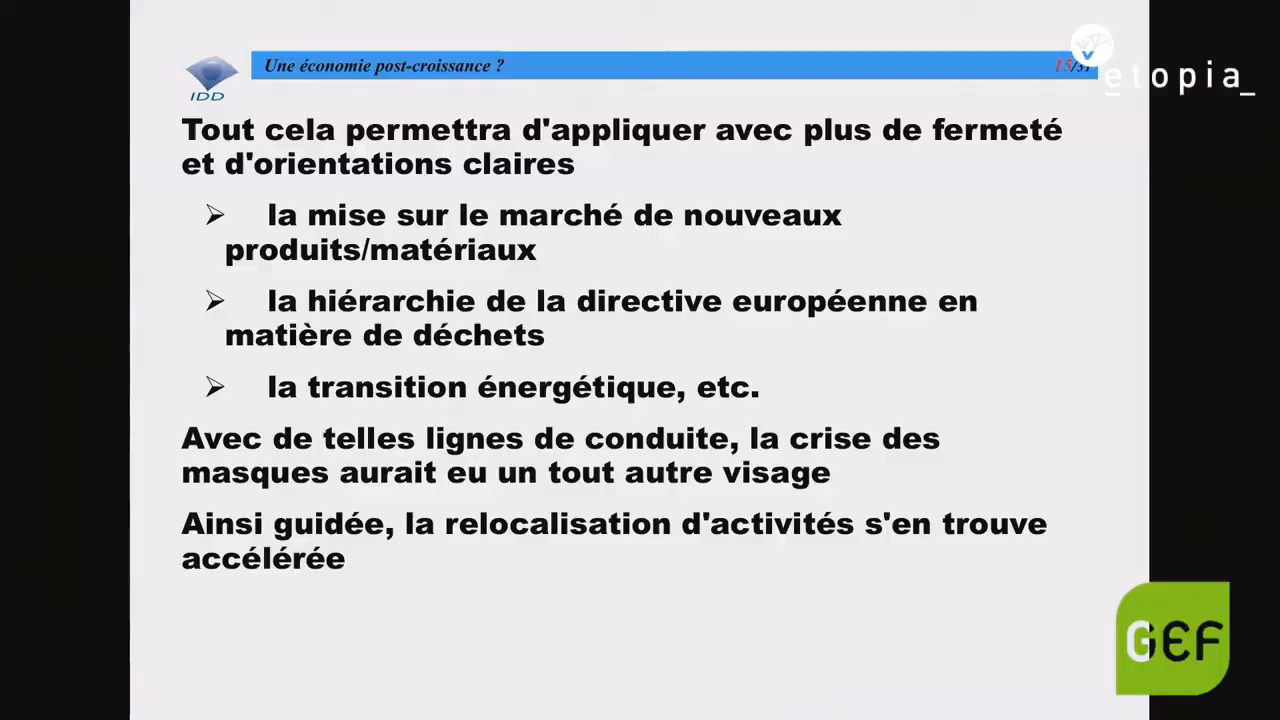 Une économie post-croissance ?
15/31
etopia_
IDD
Tout cela permettra d'appliquer avec plus de fermeté
et d'orientations claires
la mise sur le marché de nouveaux
produits/matériaux
la hiérarchie de la directive européenne en
matière de déchets
la transition énergétique, etc.
Avec de telles lignes de conduite, la crise des
masques aurait eu un tout autre visage
Ainsi guidée, la relocalisation d'activités s'en trouve
accélérée
GEF